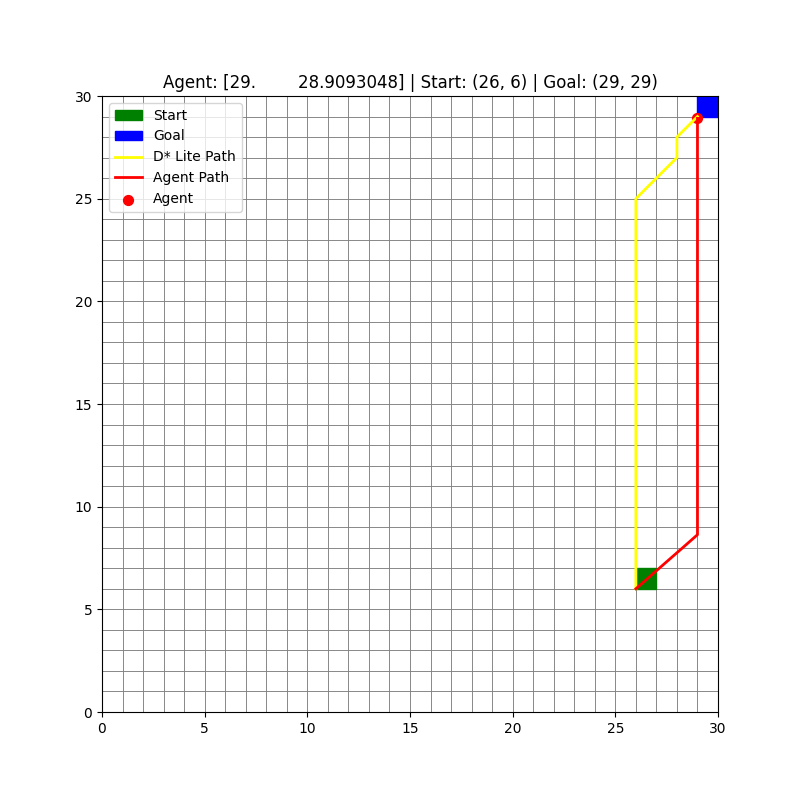 Agent: [29.        28.9093048] | Start: (26, 6) | Goal: (29, 29)
Start
Goal
D* Lite Path
Agent Path
Agent
30
25
20
15
10
5
0
0 5 10 15 20 25 30